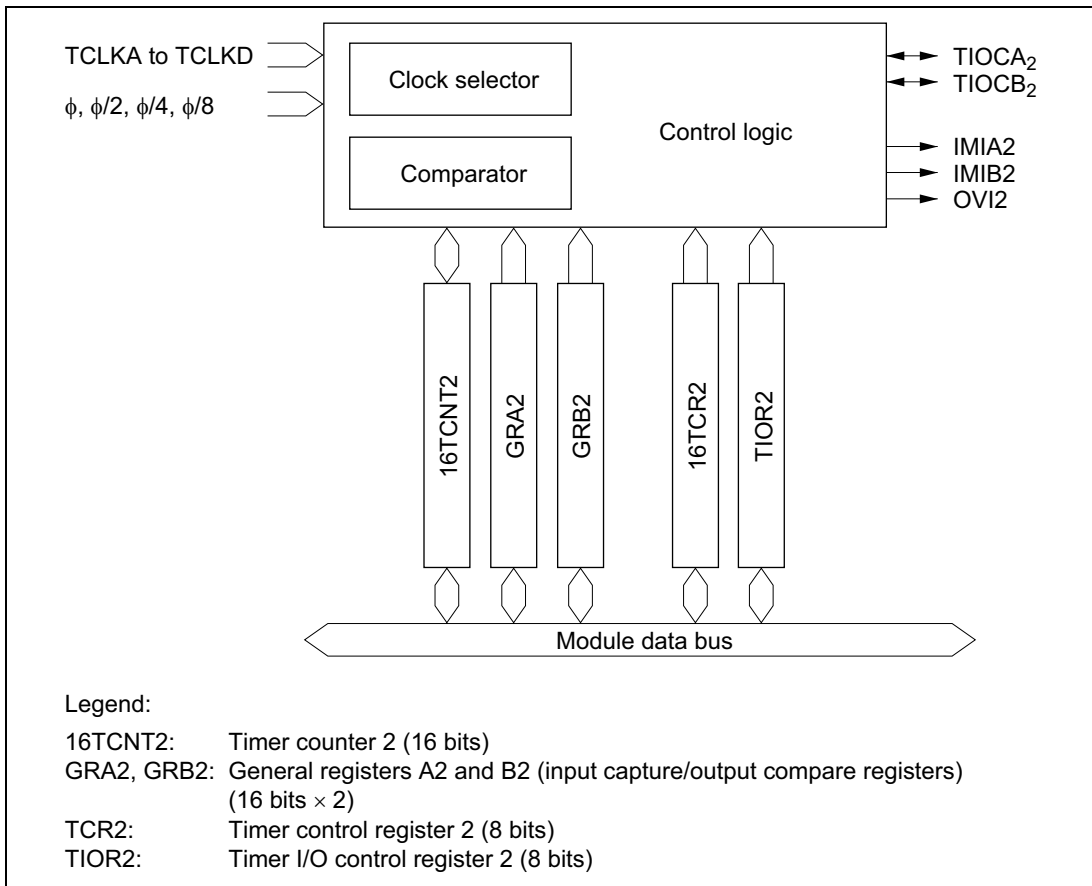 TCLKA to TCLKD
ϕ, ϕ/2, ϕ/4, ϕ/8
Clock selector
Comparator
Control logic
TIOCA2
TIOCB2
IMIA2
IMIB2
OVI2
16TCNT2
GRA2
GRB2
16TCR2
TIOR2
Module data bus
Legend:
16TCNT2: Timer counter 2 (16 bits)
GRA2, GRB2: General registers A2 and B2 (input capture/output compare registers)
(16 bits × 2)
TCR2: Timer control register 2 (8 bits)
TIOR2: Timer I/O control register 2 (8 bits)